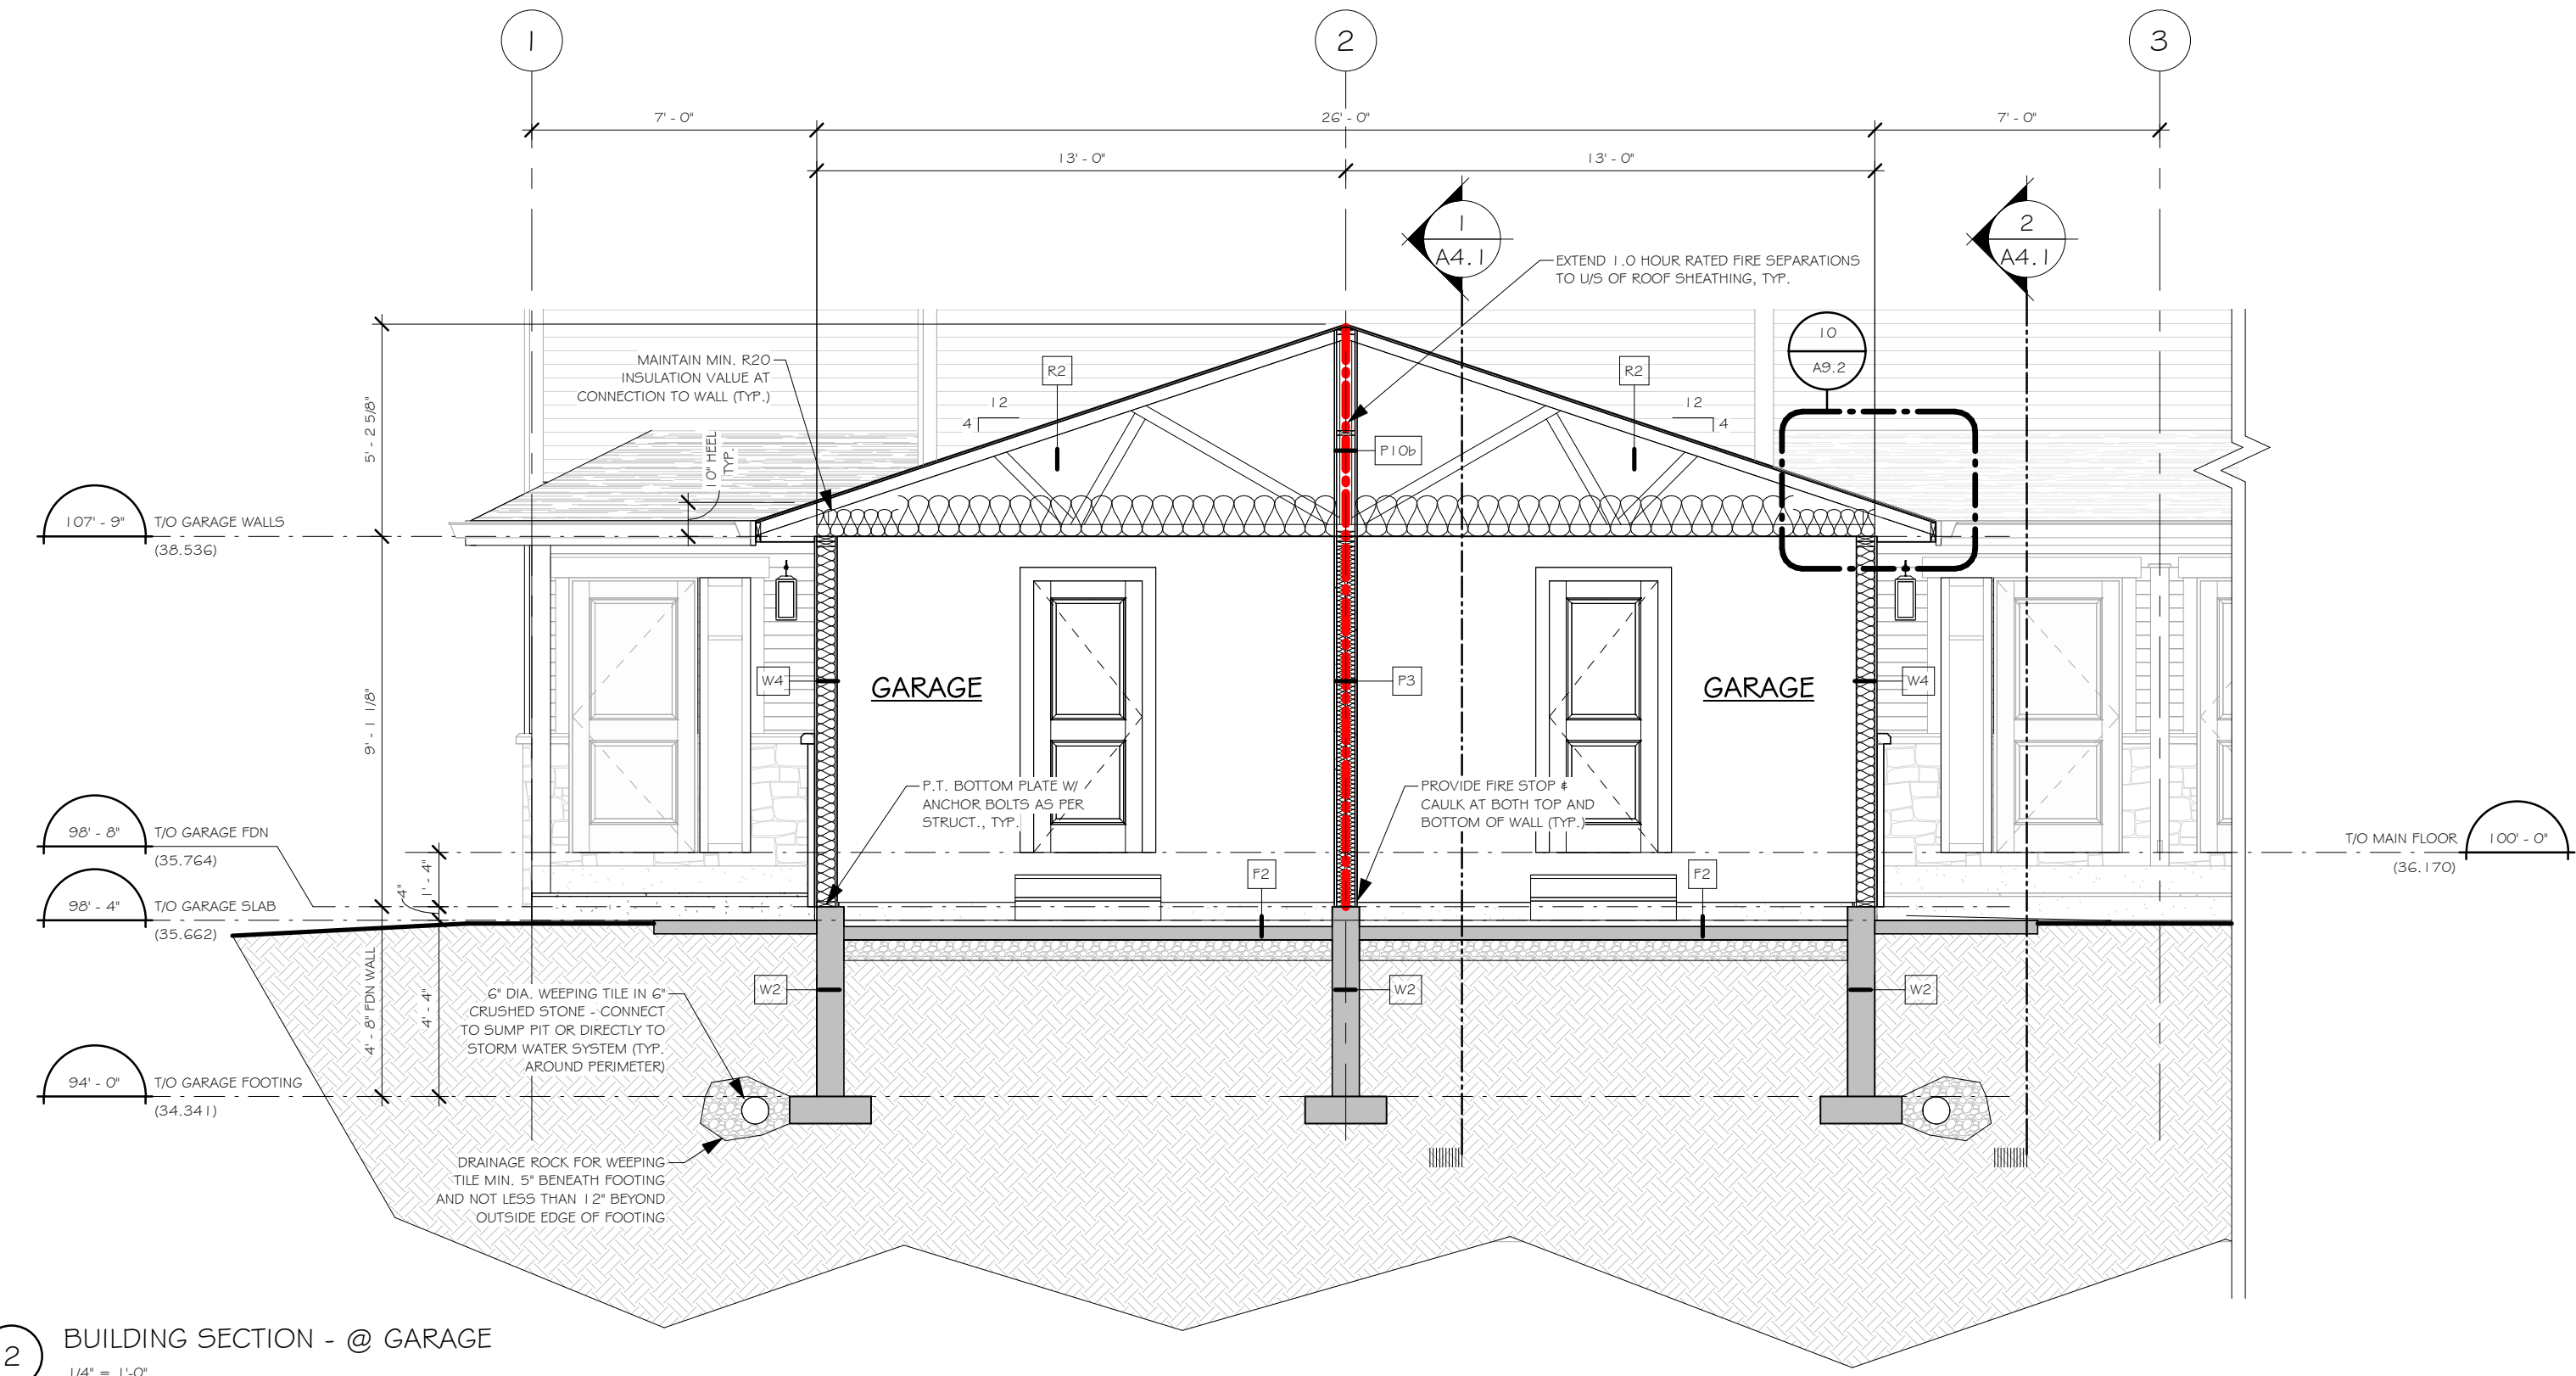 1
2
3
7' - 0"
26' - 0"
7' - 0"
13' - 0"
13' - 0"
1
A4.1
2
A4.1
EXTEND 1.0 HOUR RATED FIRE SEPARATIONS
TO U/S OF ROOF SHEATHING, TYP.
10
A9.2
MAINTAIN MIN. R20
INSULATION VALUE AT
CONNECTION TO WALL (TYP.)
R2
R2
12
4
12
4
5' - 2 5/8"
10" HEEL
TYP.
P10b
107' - 9"
T/O GARAGE WALLS
(38.536)
W4
GARAGE
P3
GARAGE
W4
9' - 1 1/8"
P.T. BOTTOM PLATE W/
ANCHOR BOLTS AS PER
STRUCT., TYP.
PROVIDE FIRE STOP &
CAULK AT BOTH TOP AND
BOTTOM OF WALL (TYP.)
98' - 8"
T/O GARAGE FDN
(35.764)
T/O MAIN FLOOR
100' - 0"
(36.170)
1' - 4"
4"
F2
F2
98' - 4"
T/O GARAGE SLAB
(35.662)
4' - 8" FDN WALL
4' - 4"
W2
W2
W2
6" DIA. WEEPING TILE IN 6"
CRUSHED STONE - CONNECT
TO SUMP PIT OR DIRECTLY TO
STORM WATER SYSTEM (TYP.
AROUND PERIMETER)
94' - 0"
T/O GARAGE FOOTING
(34.341)
DRAINAGE ROCK FOR WEEPING
TILE MIN. 5" BENEATH FOOTING
AND NOT LESS THAN 12" BEYOND
OUTSIDE EDGE OF FOOTING
2
BUILDING SECTION - @ GARAGE
1/4" = 1'-0"